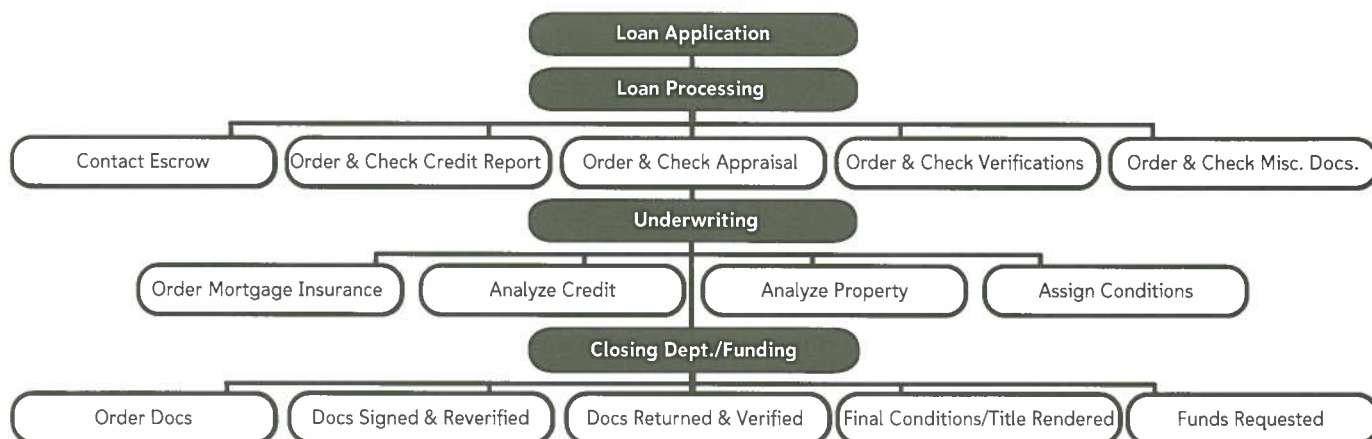 Loan Application
Loan Processing
Contact Escrow
Order & Check Credit Report
Order & Check Appraisal
Order & Check Verifications
Order & Check Misc. Docs.
Underwriting
Order Mortgage Insurance
Analyze Credit
Analyze Property
Assign Conditions
Closing Dept./Funding
Order Docs
Docs Signed & Reverified
Docs Returned & Verified
Final Conditions/Title Rendered
Funds Requested